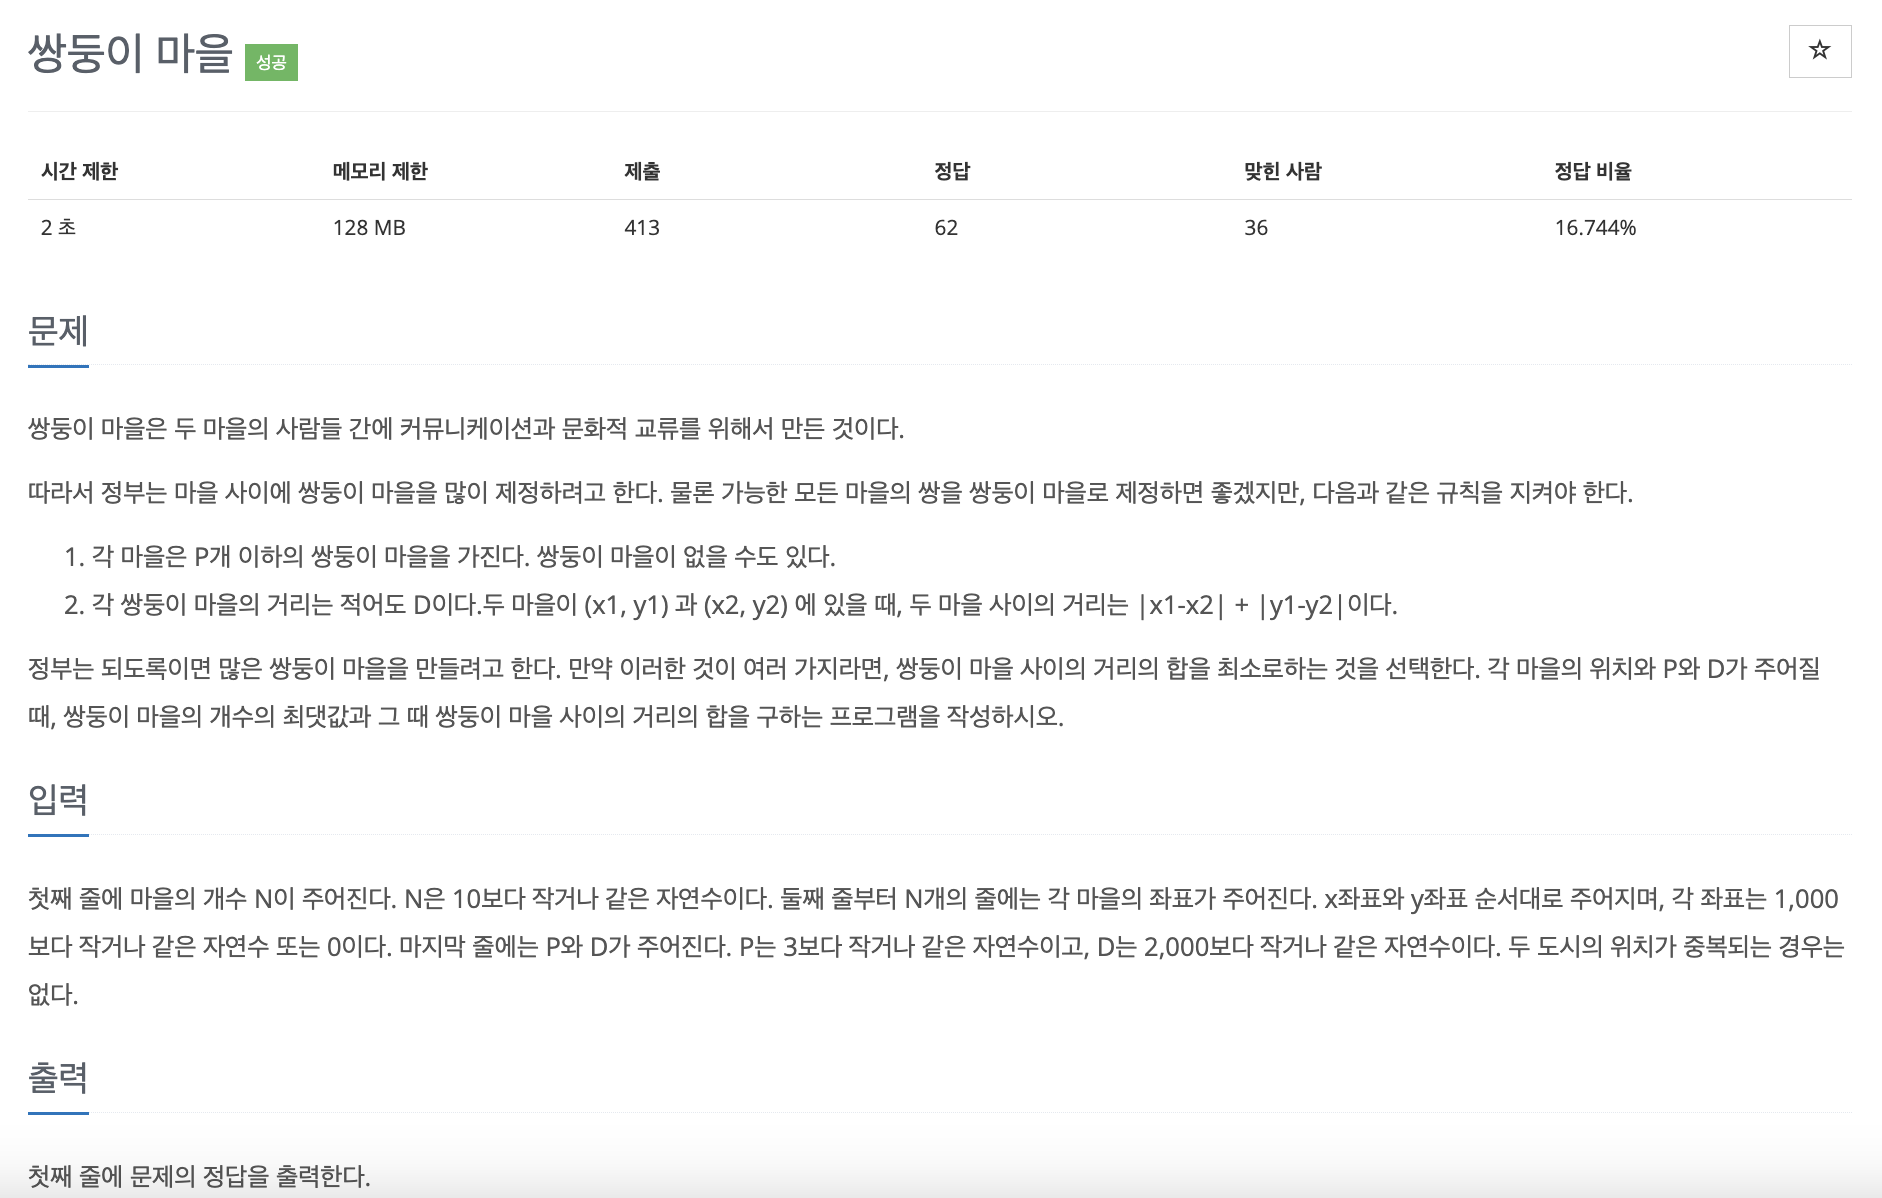 쌍둥이 마을 성공
시간 제한 메모리 제한 제출 정답 맞힌 사람 정답 비율
2 초 128 MB 413 62 36 16.744%
문제
쌍둥이 마을은 두 마을의 사람들 간에 커뮤니케이션과 문화적 교류를 위해서 만든 것이다.
따라서 정부는 마을 사이에 쌍둥이 마을을 많이 제정하려고 한다. 물론 가능한 모든 마을의 쌍을 쌍둥이 마을로 제정하면 좋겠지만, 다음과 같은 규칙을 지켜야 한다.
1. 각 마을은 P개 이하의 쌍둥이 마을을 가진다. 쌍둥이 마을이 없을 수도 있다.
2. 각 쌍둥이 마을의 거리는 적어도 D이다.두 마을이 (x1, y1) 과 (x2, y2) 에 있을 때, 두 마을 사이의 거리는 |x1-x2| + |y1-y2|이다.
정부는 되도록이면 많은 쌍둥이 마을을 만들려고 한다. 만약 이러한 것이 여러 가지라면, 쌍둥이 마을 사이의 거리의 합을 최소로하는 것을 선택한다. 각 마을의 위치와 P와 D가 주어질
때, 쌍둥이 마을의 개수의 최댓값과 그 때 쌍둥이 마을 사이의 거리의 합을 구하는 프로그램을 작성하시오.
입력
첫째 줄에 마을의 개수 N이 주어진다. N은 10보다 작거나 같은 자연수이다. 둘째 줄부터 N개의 줄에는 각 마을의 좌표가 주어진다. x좌표와 y좌표 순서대로 주어지며, 각 좌표는 1,000
보다 작거나 같은 자연수 또는 0이다. 마지막 줄에는 P와 D가 주어진다. P는 3보다 작거나 같은 자연수이고, D는 2,000보다 작거나 같은 자연수이다. 두 도시의 위치가 중복되는 경우는
없다.
출력
첫째 줄에 문제의 정답을 출력한다.